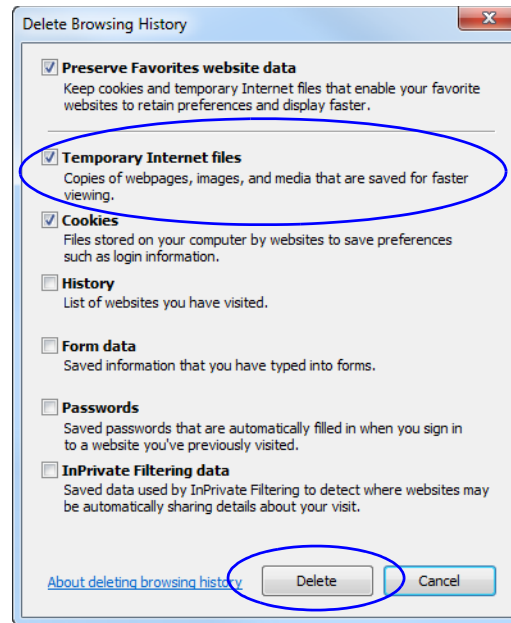 Delete Browsing History
Preserve Favorites website data
Keep cookies and temporary Internet files that enable your favorite
websites to retain preferences and display faster.
Temporary Internet files
Copies of webpages, images, and media that are saved for faster
viewing.
Cookies
Files stored on your computer by websites to save preferences
such as login information.
History
List of websites you have visited.
Form data
Saved information that you have typed into forms.
Passwords
Saved passwords that are automatically filled in when you sign in
to a website you've previously visited.
InPrivate Filtering data
Saved data used by InPrivate Filtering to detect where websites may
be automatically sharing details about your visit.
About deleting browsing history Delete Cancel